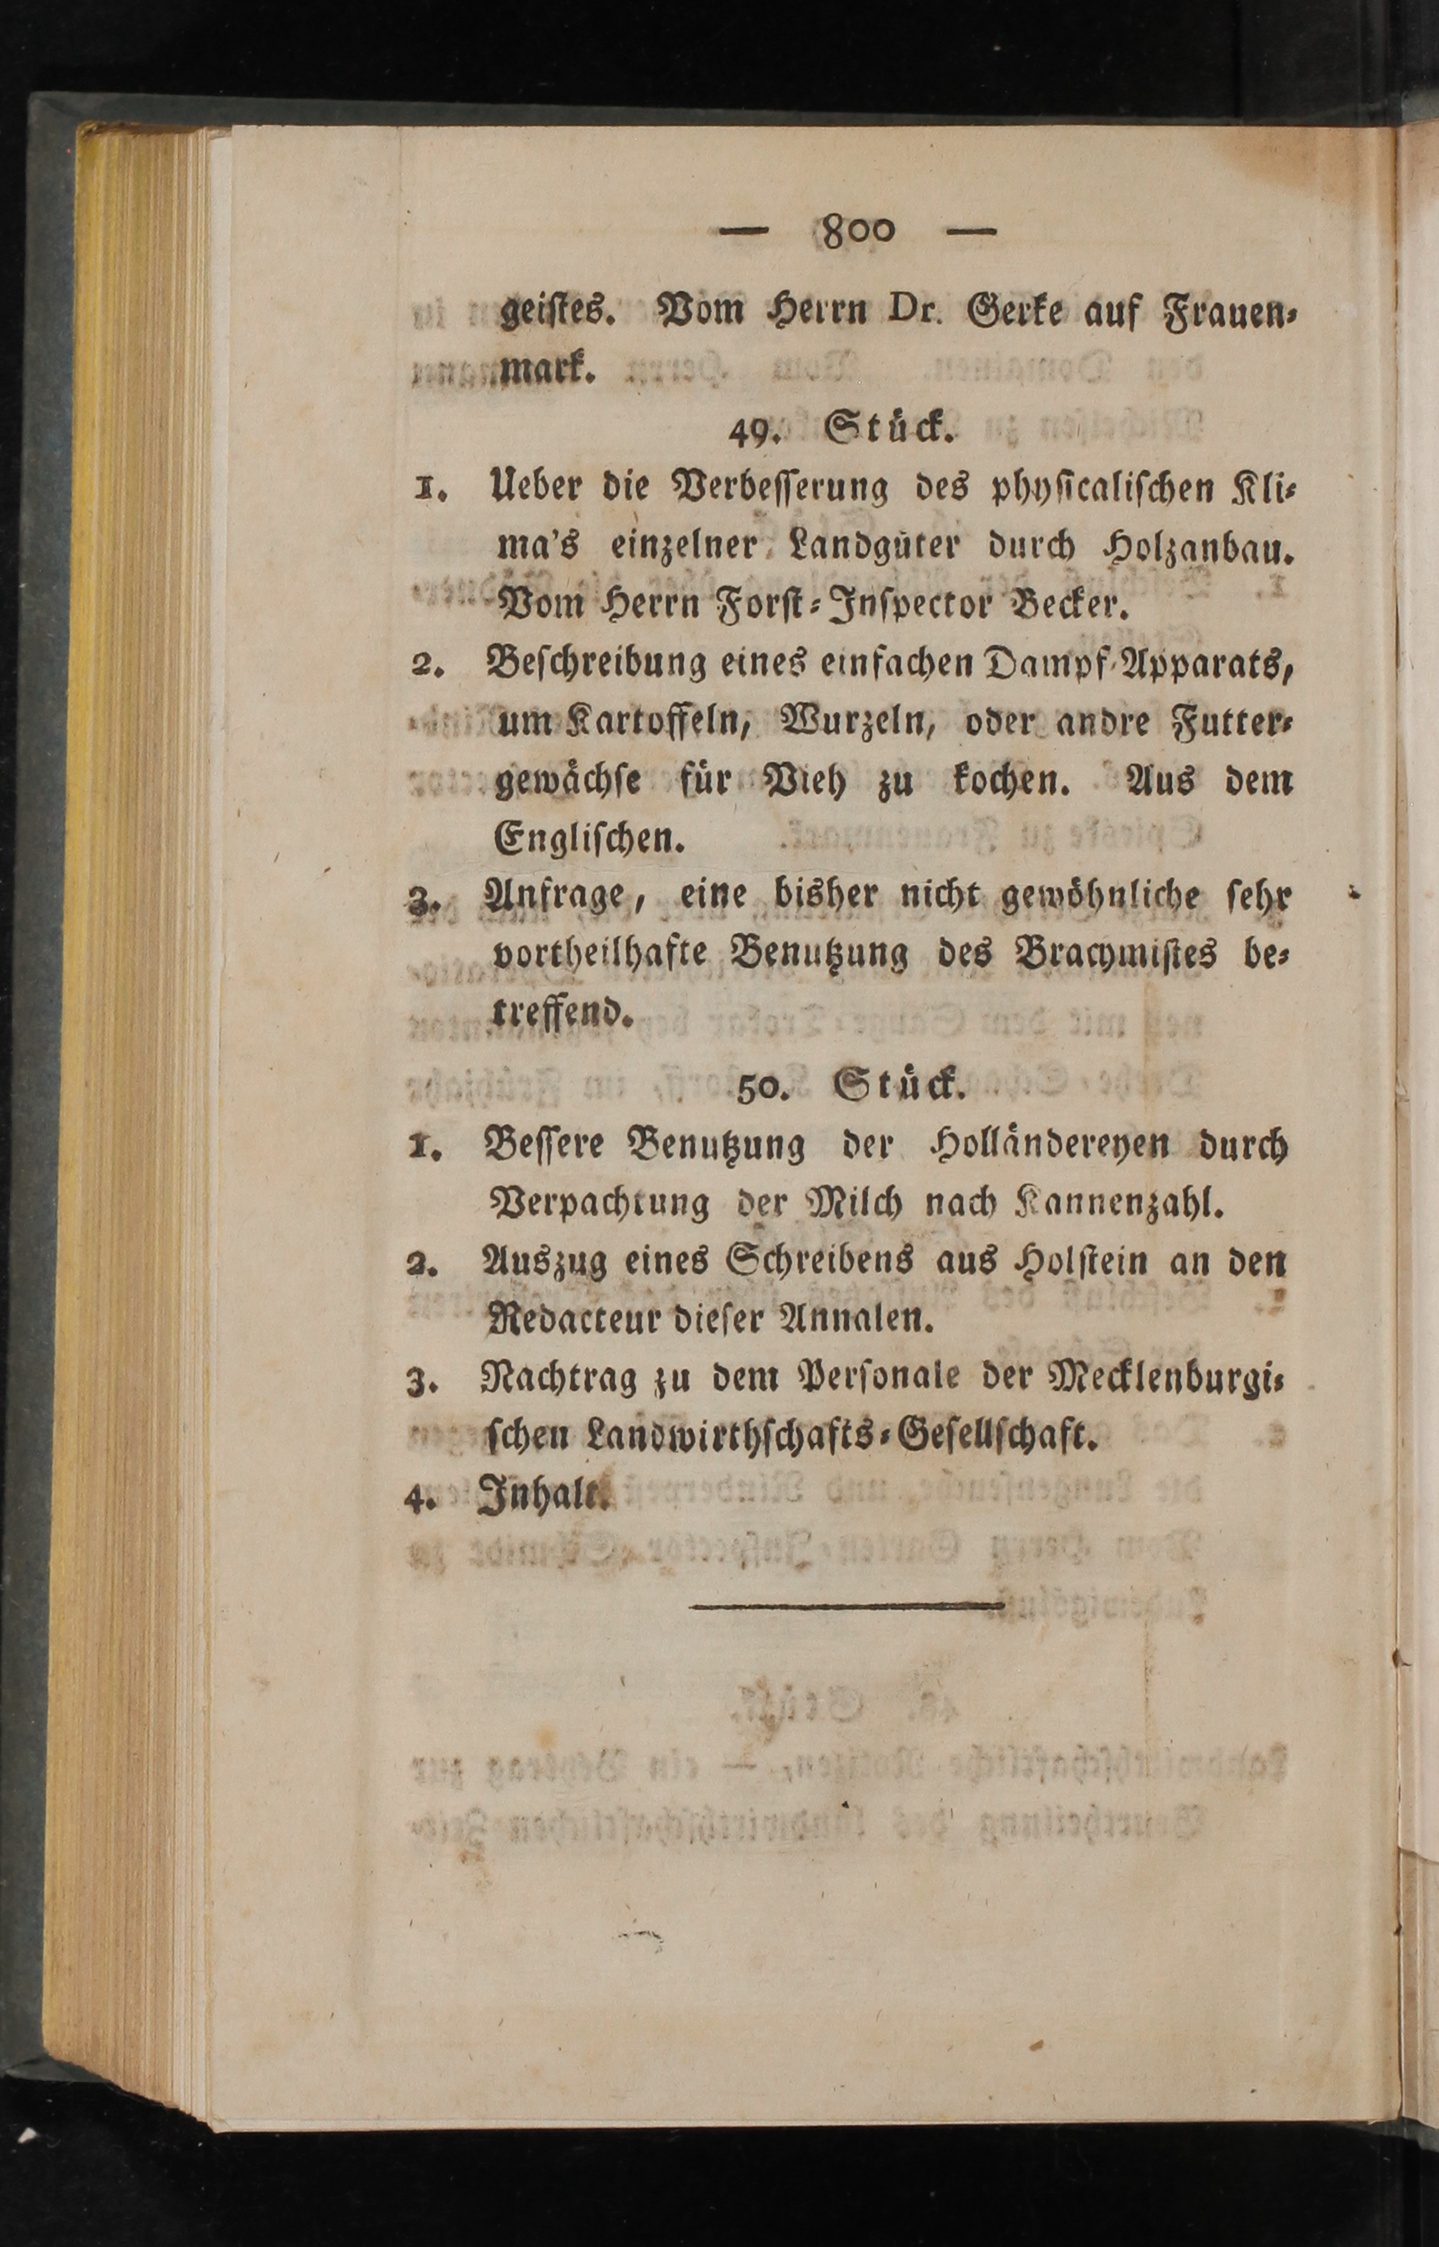 — 800 —
geistes. Vom Herrn Dr. Gerke auf Frauen-
mark.
49. Stück.
1. Ueber die Verbesserung des physicalischen Kli-
ma's einzelner Landgüter durch Holzanbau.
Vom Herrn Forst-Inspector Becker.
2. Beschreibung eines einfachen Dampf-Apparats,
um Kartoffeln, Wurzeln, oder andre Futter-
gewächse für Vieh zu kochen. Aus dem
Englischen.
3. Anfrage, eine bisher nicht gewöhnliche sehr
vortheilhafte Benutzung des Brachmistes be-
treffend.
50. Stück.
1. Bessere Benutzung der Holländereyen durch
Verpachtung der Milch nach Kannenzahl.
2. Auszug eines Schreibens aus Holstein an den
Redacteur dieser Annalen.
3. Nachtrag zu dem Personale der Mecklenburgi-
schen Landwirthschafts-Gesellschaft.
4. Inhalt.